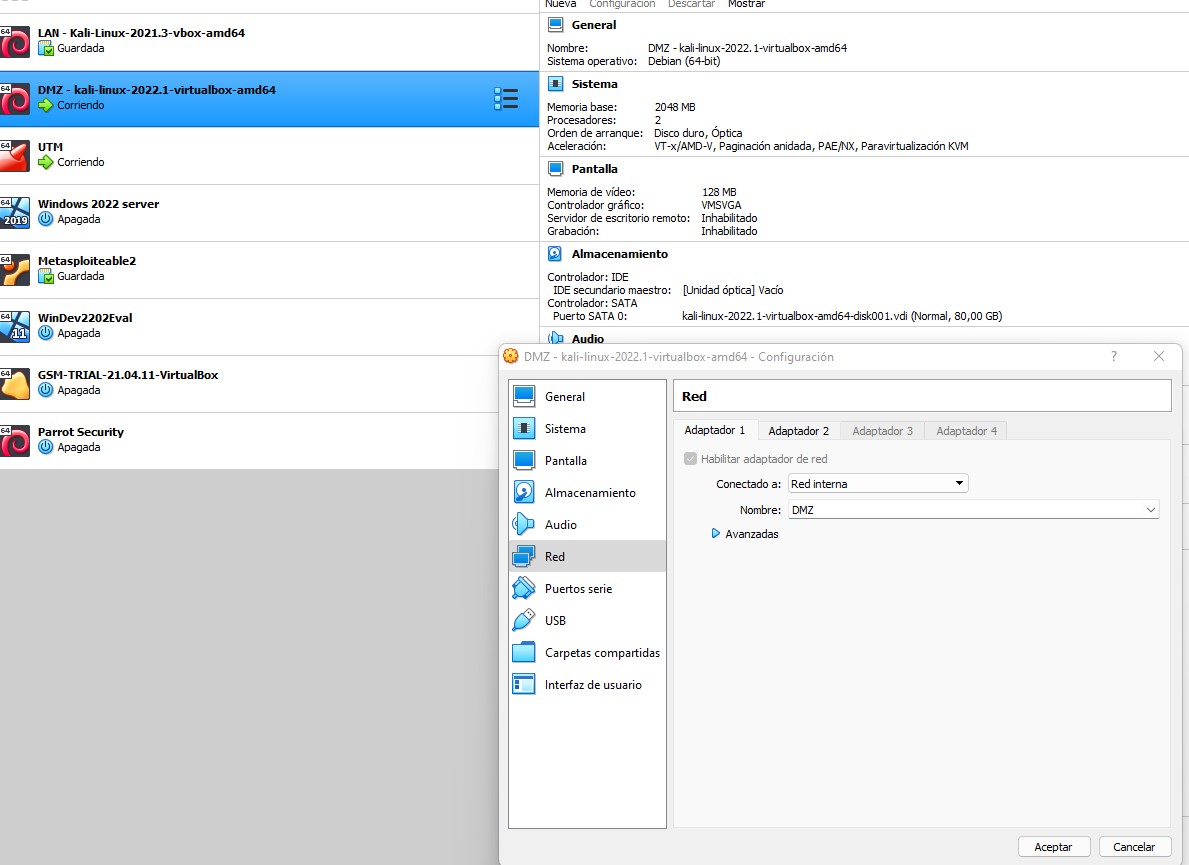 Nueva Configuración Descartar Mostrar
64
LAN - Kali-Linux-2021.3-vbox-amd64
Guardada
64
DMZ - kali-linux-2022.1-virtualbox-amd64
Corriendo
64
UTM
Corriendo
64
2019
Windows 2022 server
Apagada
64
Metasploiteable2
Guardada
64
11
WinDev2202Eval
Apagada
64
GSM-TRIAL-21.04.11-VirtualBox
Apagada
64
Parrot Security
Apagada
General
Nombre: DMZ - kali-linux-2022.1-virtualbox-amd64
Sistema operativo: Debian (64-bit)
Sistema
Memoria base: 2048 MB
Procesadores: 2
Orden de arranque: Disco duro, Óptica
Aceleración: VT-x/AMD-V, Paginación anidada, PAE/NX, Paravirtualización KVM
Pantalla
Memoria de vídeo: 128 MB
Controlador gráfico: VMSVGA
Servidor de escritorio remoto: Inhabilitado
Grabación: Inhabilitado
Almacenamiento
Controlador: IDE
IDE secundario maestro: [Unidad óptica] Vacío
Controlador: SATA
Puerto SATA 0: kali-linux-2022.1-virtualbox-amd64-disk001.vdi (Normal, 80,00 GB)
Audio
DMZ - kali-linux-2022.1-virtualbox-amd64 - Configuración ?
General
Sistema
Pantalla
Almacenamiento
Audio
Red
Puertos serie
USB
Carpetas compartidas
Interfaz de usuario
Red
Adaptador 1 Adaptador 2 Adaptador 3 Adaptador 4
Habilitar adaptador de red
Conectado a: Red interna
Nombre: DMZ
Avanzadas
Aceptar Cancelar